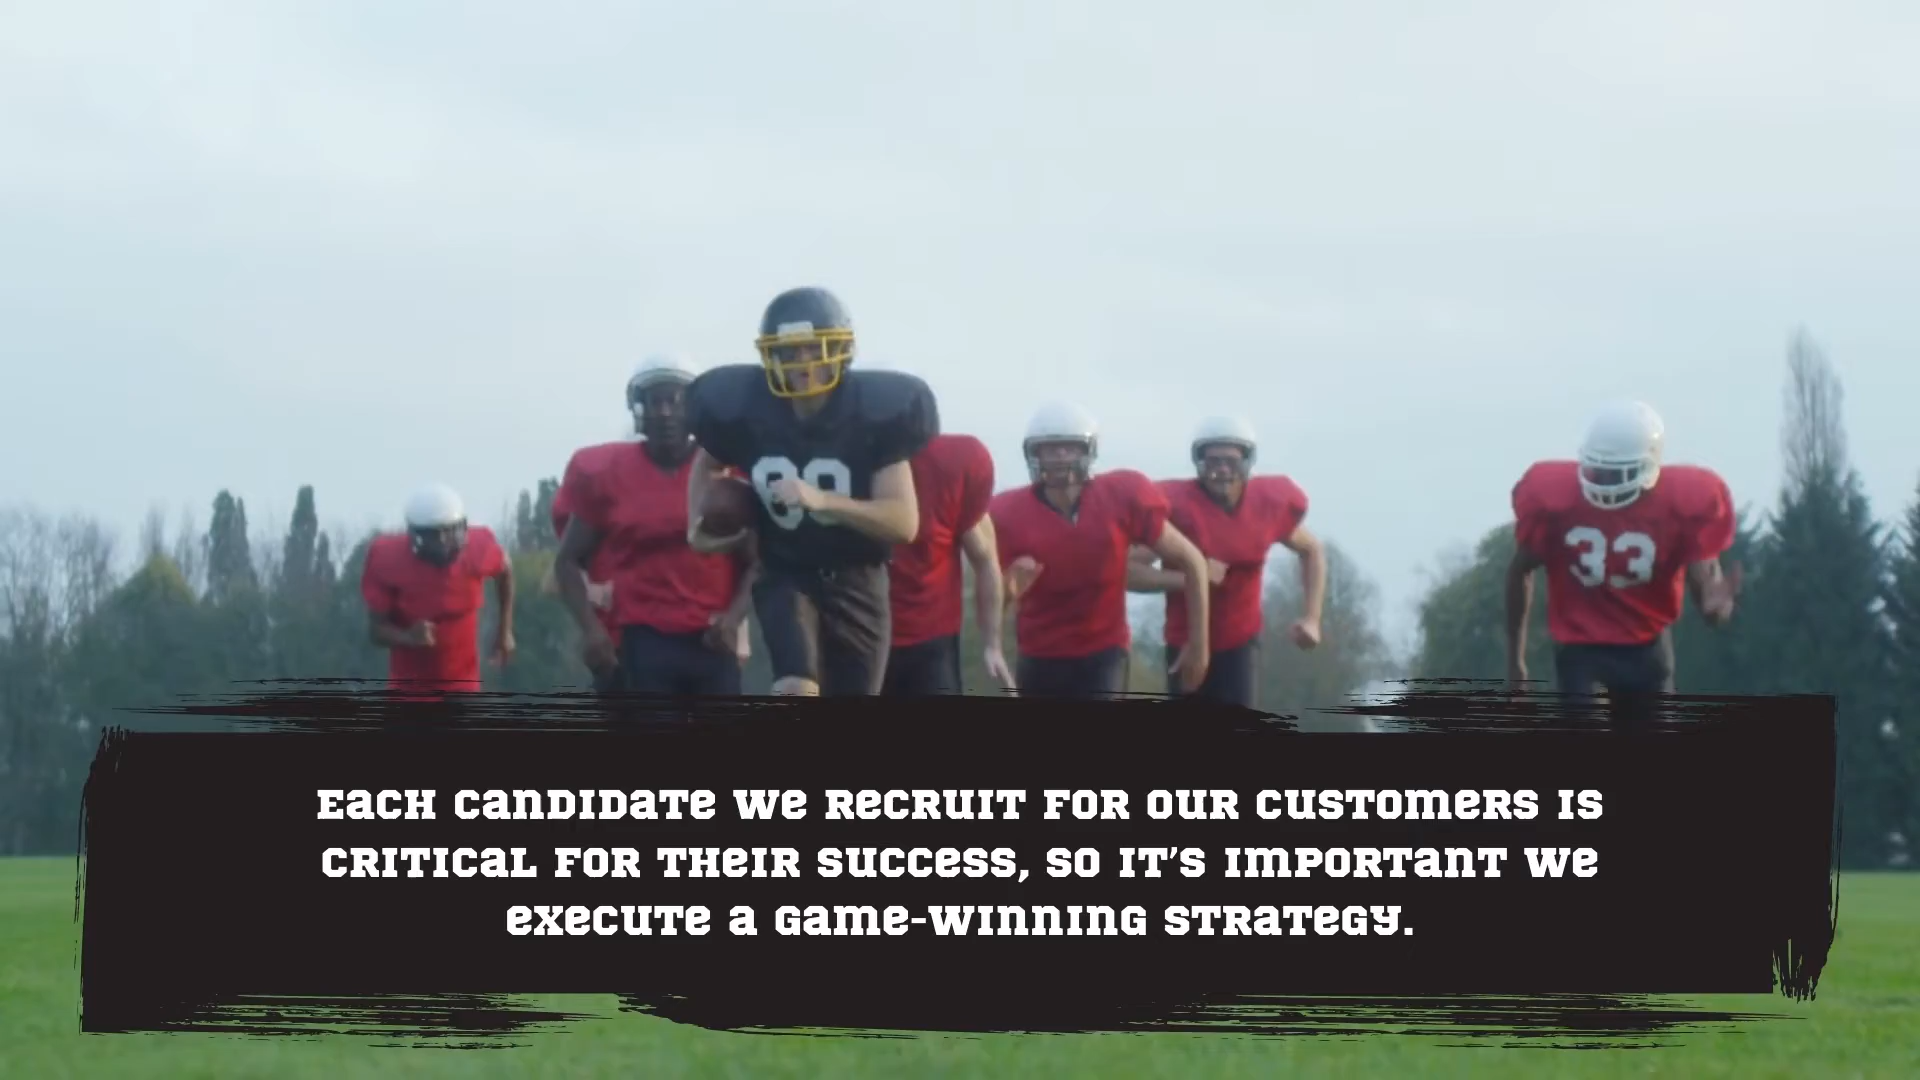 33
Each candidate we recruit for our customers is
critical for their success, so it's important we
execute a game-winning strategy.